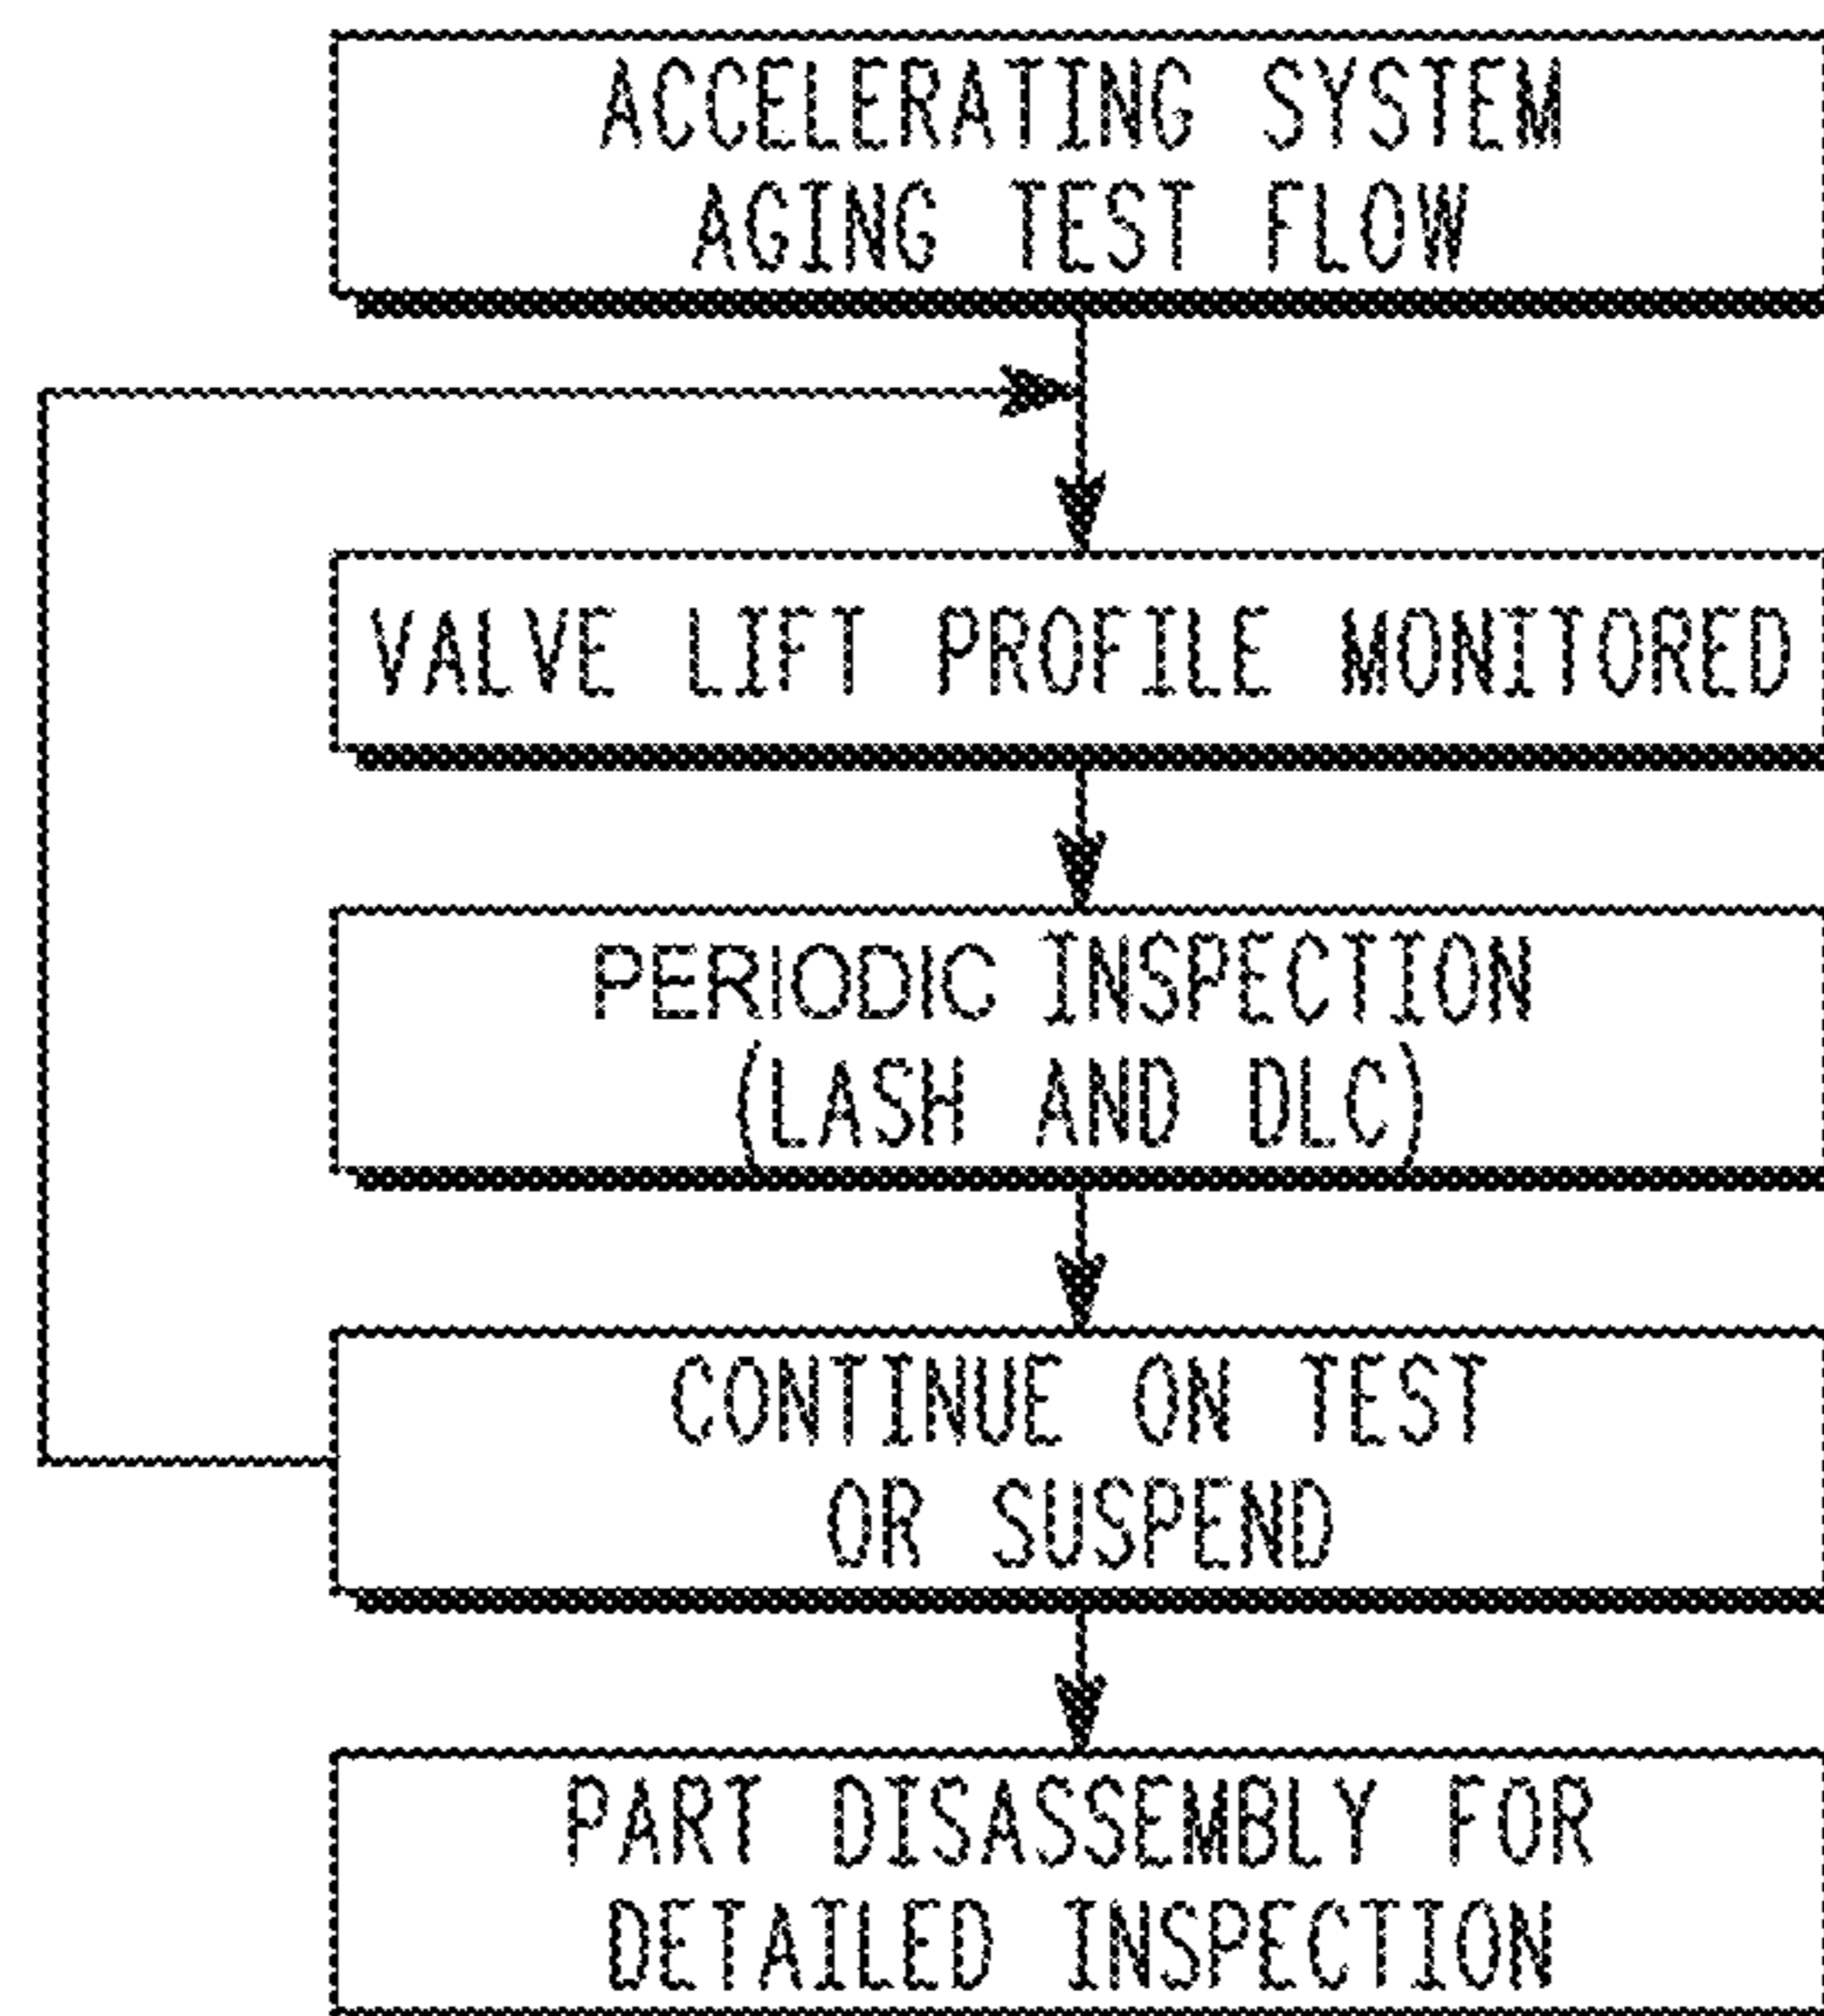 ACCELERATING SYSTEM
AGING TEST FLOW
VALVE LIFT PROFILE MONITORED
PERIODIC INSPECTION
(LASH AND DLC)
CONTINUE ON TEST
OR SUSPEND
PART DISASSEMBLY FOR
DETAILED INSPECTION